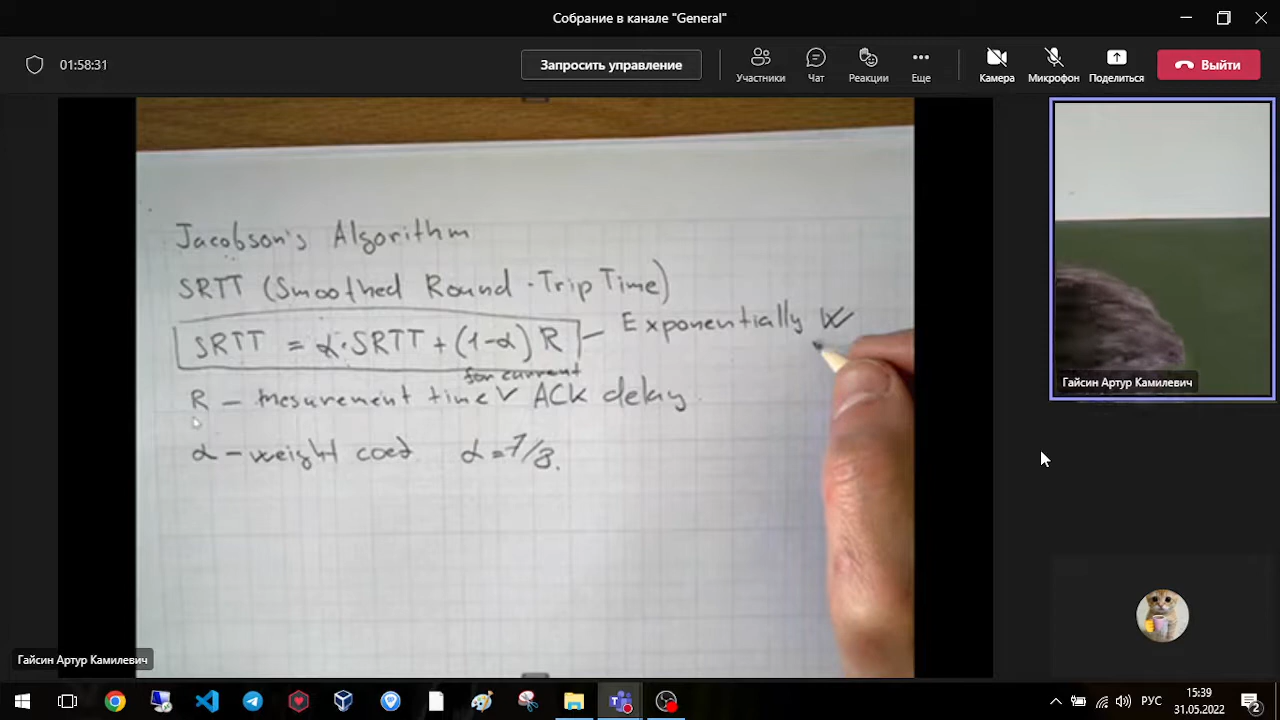 Собрание в канале "General"
01:58:31
Запросить управление
Участники
Чат
Реакции
Еще
Камера
Микрофон
Поделиться
Выйти
Jacobson's Algorithm
SRTT (Smoothed Round-Trip Time)
SRTT = α·SRTT + (1-α) R – Exponentially W
for current
R – mesurement time V ACK delay
α – weight coef α = 7/8.
Гайсин Артур Камилевич
Гайсин Артур Камилевич
РУС
15:39
31.05.2022
2